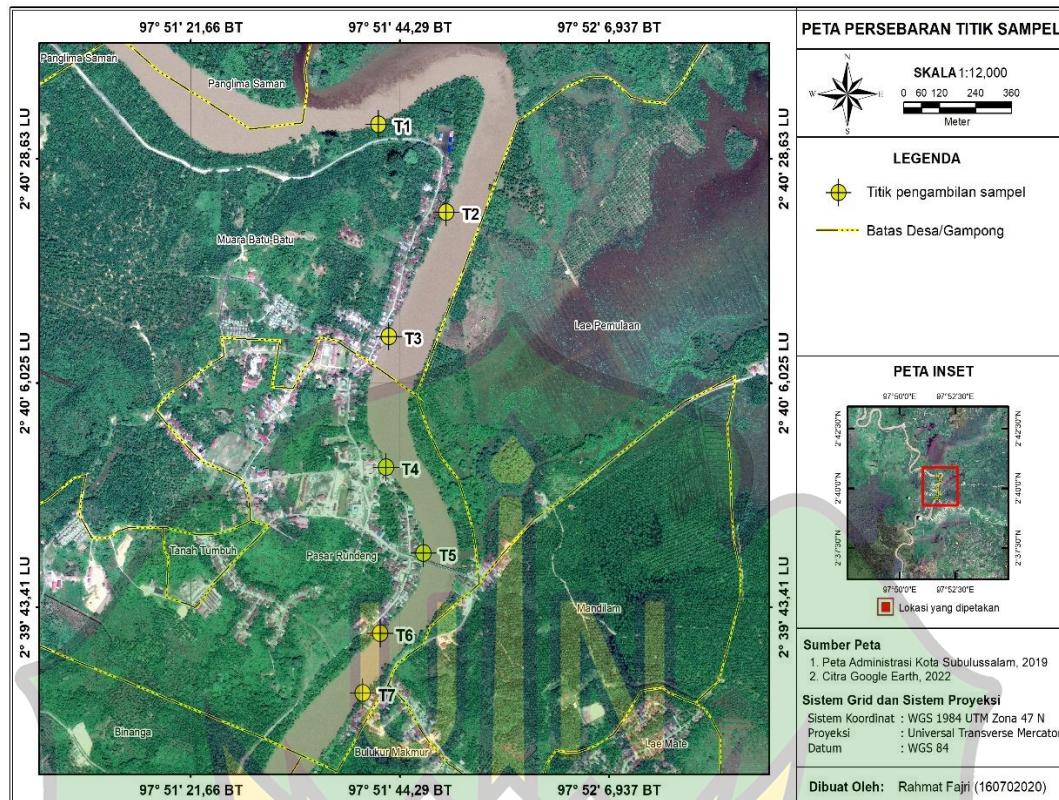 97° 51' 21,66 BT 97° 51' 44,29 BT 97° 52' 6,937 BT
2° 40' 28,63 LU
2° 40' 6,025 LU
2° 39' 43,41 LU
Panglima Saman
Panglima Saman
T1
T2
Muara Batu-Batu
T3
Lae Pemulaan
T4
T5
Tanah Tumbuh
Pasar Rundeng
Mandilam
T6
T7
Binanga
Bulukur Makmur
Lae Mate
2° 40' 28,63 LU
2° 40' 6,025 LU
2° 39' 43,41 LU
97° 51' 21,66 BT 97° 51' 44,29 BT 97° 52' 6,937 BT
UIN
PETA PERSEBARAN TITIK SAMPEL
N
W E
S
SKALA 1:12,000
0 60 120 240 360
Meter
LEGENDA
Titik pengambilan sampel
Batas Desa/Gampong
PETA INSET
97°50'0"E 97°52'30"E
2°42'30"N
2°40'0"N
2°37'30"N
2°42'30"N
2°40'0"N
2°37'30"N
97°50'0"E 97°52'30"E
Lokasi yang dipetakan
Sumber Peta
1. Peta Administrasi Kota Subulussalam, 2019
2. Citra Google Earth, 2022
Sistem Grid dan Sistem Proyeksi
Sistem Koordinat : WGS 1984 UTM Zona 47 N
Proyeksi : Universal Transverse Mercator
Datum : WGS 84
Dibuat Oleh: Rahmat Fajri (160702020)